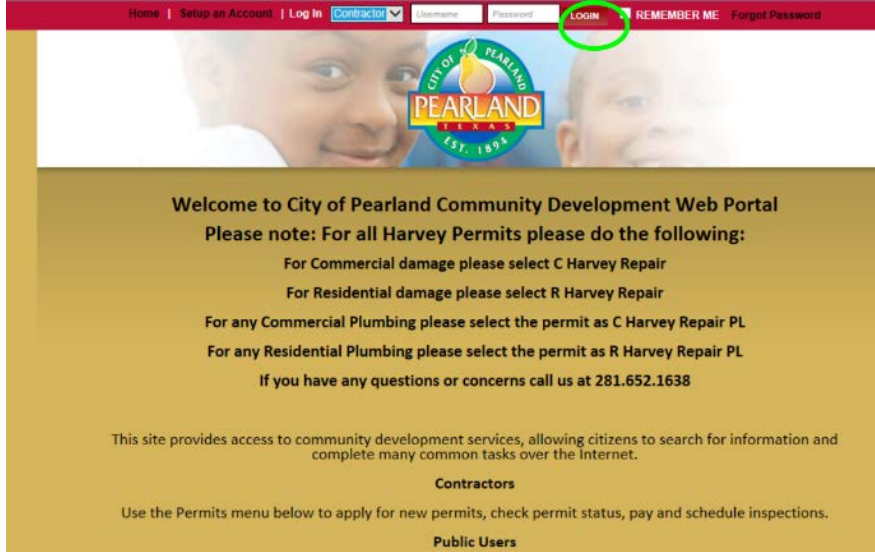 Home | Setup an Account | Log In Contractor Username Password LOGIN REMEMBER ME Forgot Password
CITY OF PEARLAND
PEARLAND
TEXAS
EST. 1894
Welcome to City of Pearland Community Development Web Portal
Please note: For all Harvey Permits please do the following:
For Commercial damage please select C Harvey Repair
For Residential damage please select R Harvey Repair
For any Commercial Plumbing please select the permit as C Harvey Repair PL
For any Residential Plumbing please select the permit as R Harvey Repair PL
If you have any questions or concerns call us at 281.652.1638
This site provides access to community development services, allowing citizens to search for information and
complete many common tasks over the Internet.
Contractors
Use the Permits menu below to apply for new permits, check permit status, pay and schedule inspections.
Public Users